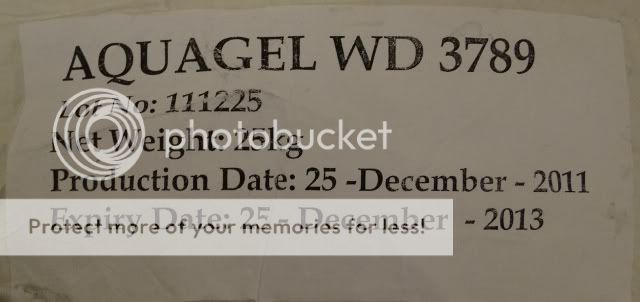 AQUAGEL WD 3789
Lot No: 111225
Net Weight: 25kg
photobucket
Production Date: 25 -December - 2011
Expiry Date: 25 - December - 2013
Protect more of your memories for less!